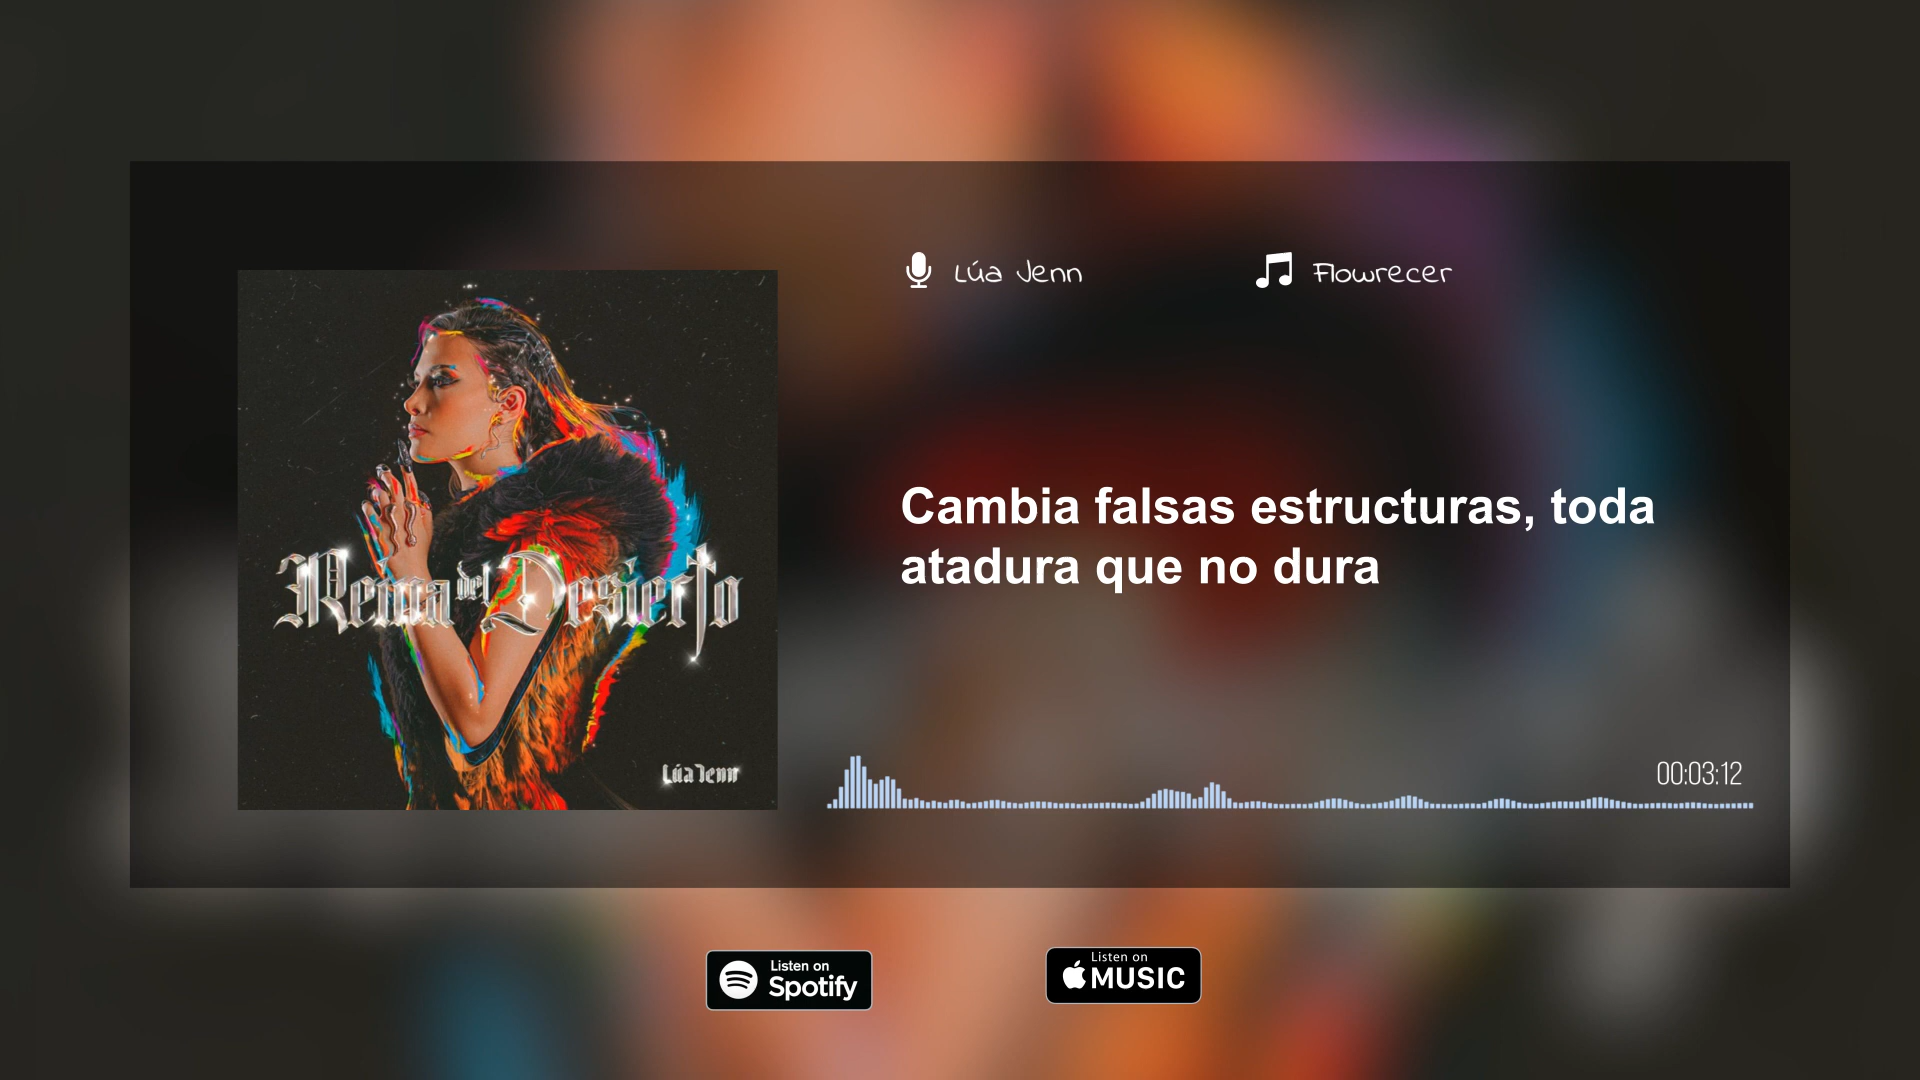 Lúa Jenn
Flowrecer
Reina del Desierto
Lúa Jenn
Cambia falsas estructuras, toda
atadura que no dura
00:03:12
Listen on
Spotify
Listen on
MUSIC